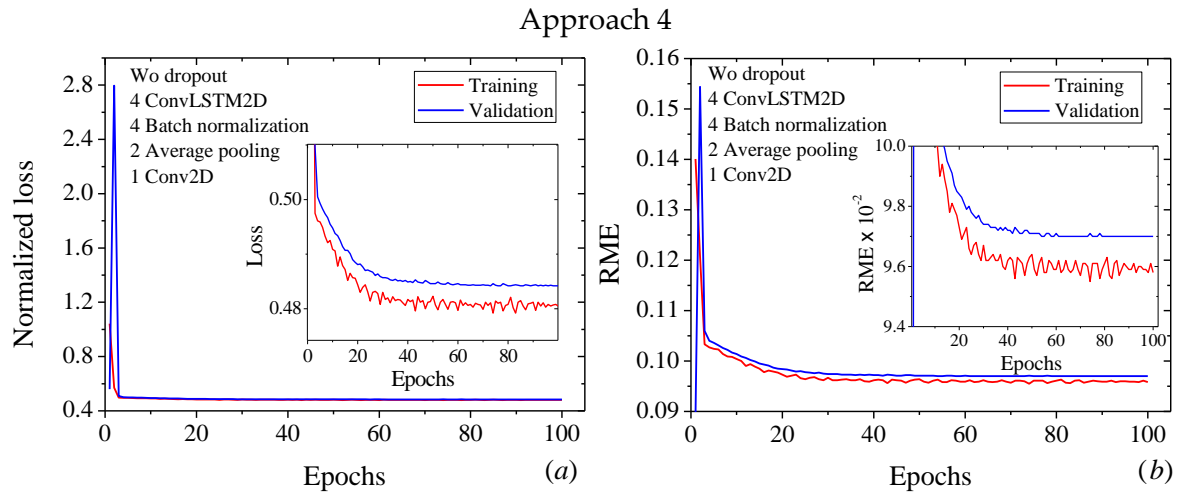 Approach 4
Normalized loss
2.8
2.4
2.0
1.6
1.2
0.8
0.4
Wo dropout
4 ConvLSTM2D
4 Batch normalization
2 Average pooling
1 Conv2D
Training
Validation
Loss
0.50
0.48
0 20 40 60 80
Epochs
0 20 40 60 80 100
Epochs
(a)
RME
0.16
0.15
0.14
0.13
0.12
0.11
0.10
0.09
Wo dropout
4 ConvLSTM2D
4 Batch normalization
2 Average pooling
1 Conv2D
Training
Validation
RME x 10-2
10.0
9.8
9.6
9.4
20 40 60 80 100
Epochs
0 20 40 60 80 100
Epochs
(b)